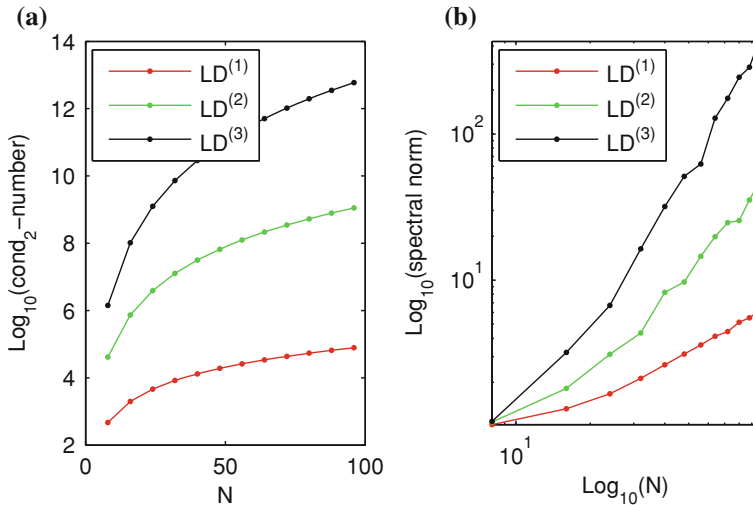 (a)
14
12
10
8
6
4
2
0
50
100
N
Log₁₀(cond₂−number)
LD⁽¹⁾
LD⁽²⁾
LD⁽³⁾
(b)
10²
10¹
10¹
Log₁₀(N)
Log₁₀(spectral norm)
LD⁽¹⁾
LD⁽²⁾
LD⁽³⁾